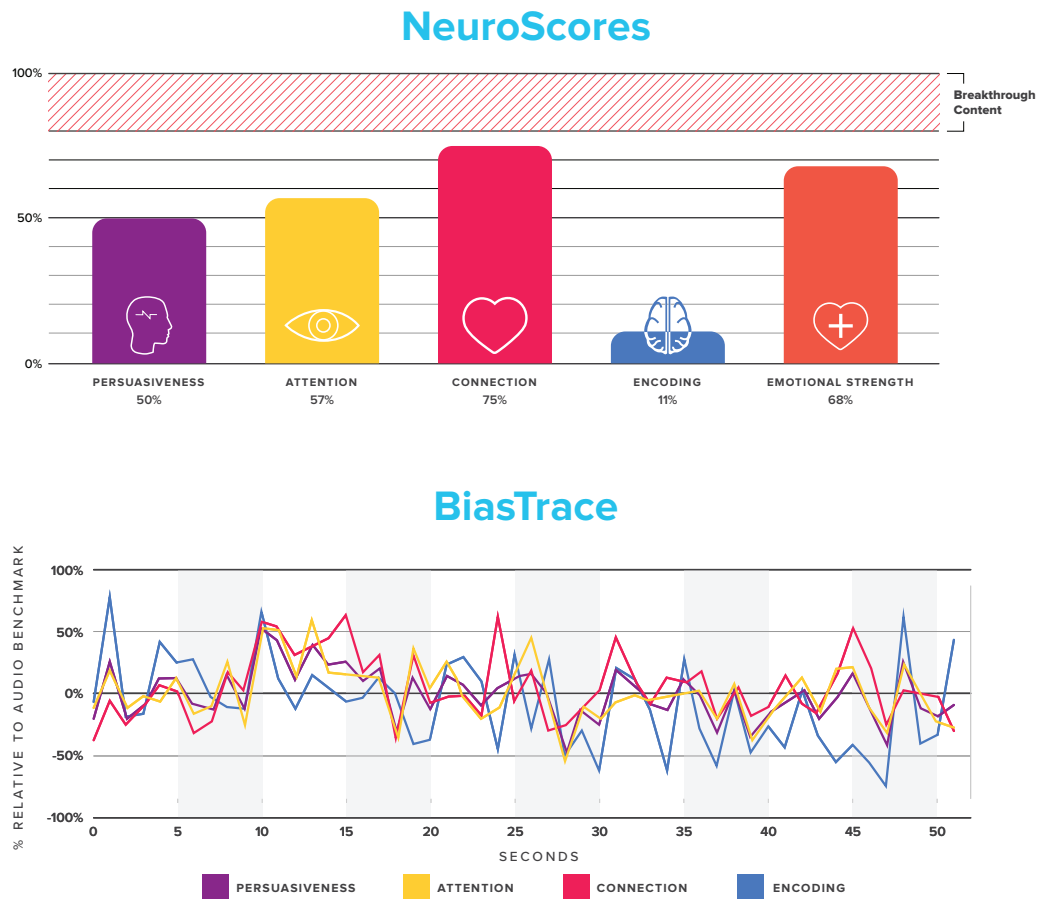 NeuroScores
100%
Breakthrough
Content
50%
0%
PERSUASIVENESS ATTENTION CONNECTION ENCODING EMOTIONAL STRENGTH
50% 57% 75% 11% 68%
BiasTrace
% RELATIVE TO AUDIO BENCHMARK
100%
50%
0%
-50%
-100%
0 5 10 15 20 25 30 35 40 45 50
SECONDS
PERSUASIVENESS ATTENTION CONNECTION ENCODING